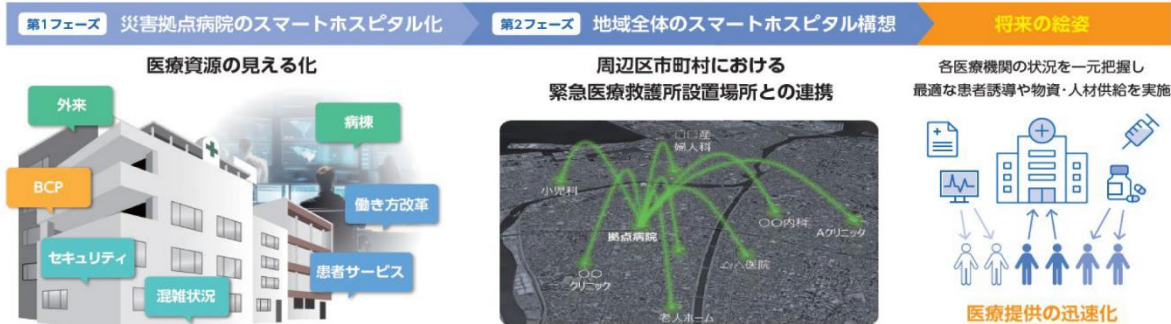 第1フェーズ 災害拠点病院のスマートホスピタル化
第2フェーズ 地域全体のスマートホスピタル構想
将来の絵姿
医療資源の見える化
外来
病棟
BCP
働き方改革
セキュリティ
患者サービス
混雑状況
周辺区市町村における
緊急医療救護所設置場所との連携
口口産
婦人科
小児科
〇〇内科
Aクリニック
拠点病院
〇〇
クリニック
医院
老人ホーム
各医療機関の状況を一元把握し
最適な患者誘導や物資・人材供給を実施
医療提供の迅速化